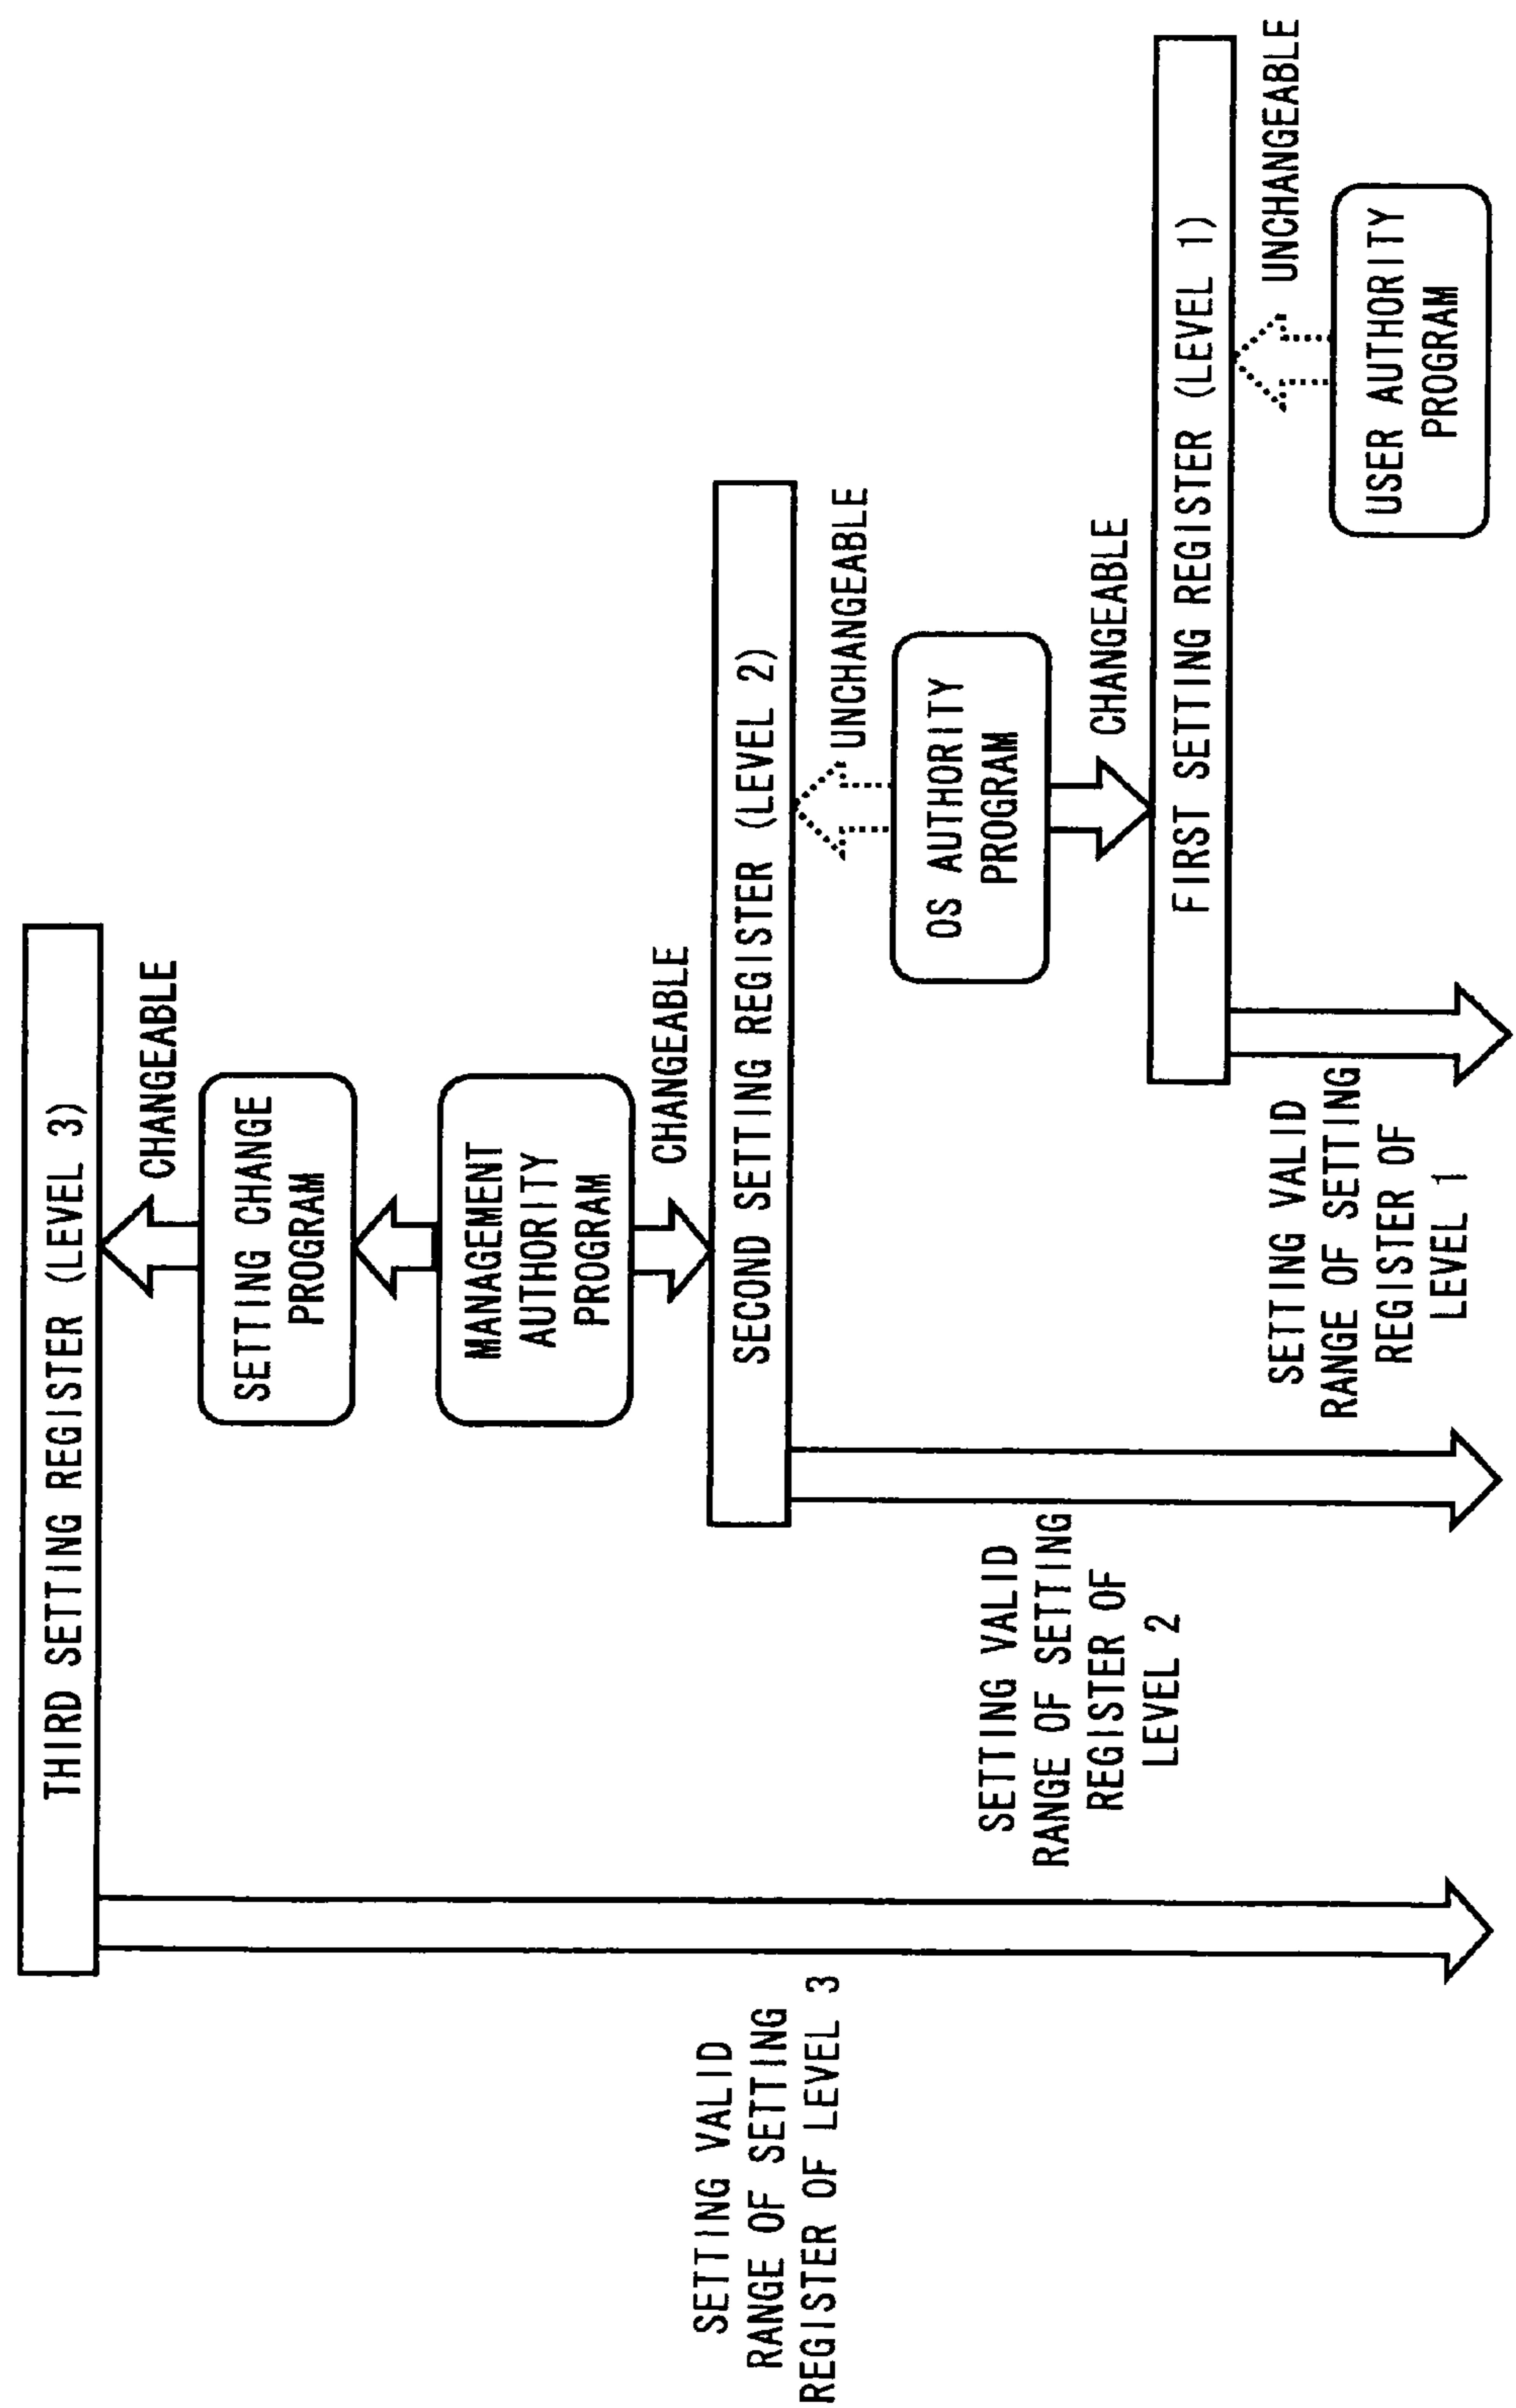 THIRD SETTING REGISTER (LEVEL 3)
CHANGEABLE
SETTING CHANGE
PROGRAM
MANAGEMENT
AUTHORITY
PROGRAM
CHANGEABLE
SECOND SETTING REGISTER (LEVEL 2)
UNCHANGEABLE
OS AUTHORITY
PROGRAM
CHANGEABLE
FIRST SETTING REGISTER (LEVEL 1)
UNCHANGEABLE
USER AUTHORITY
PROGRAM
SETTING VALID
RANGE OF SETTING
REGISTER OF LEVEL 3
SETTING VALID
RANGE OF SETTING
REGISTER OF
LEVEL 2
SETTING VALID
RANGE OF SETTING
REGISTER OF
LEVEL 1